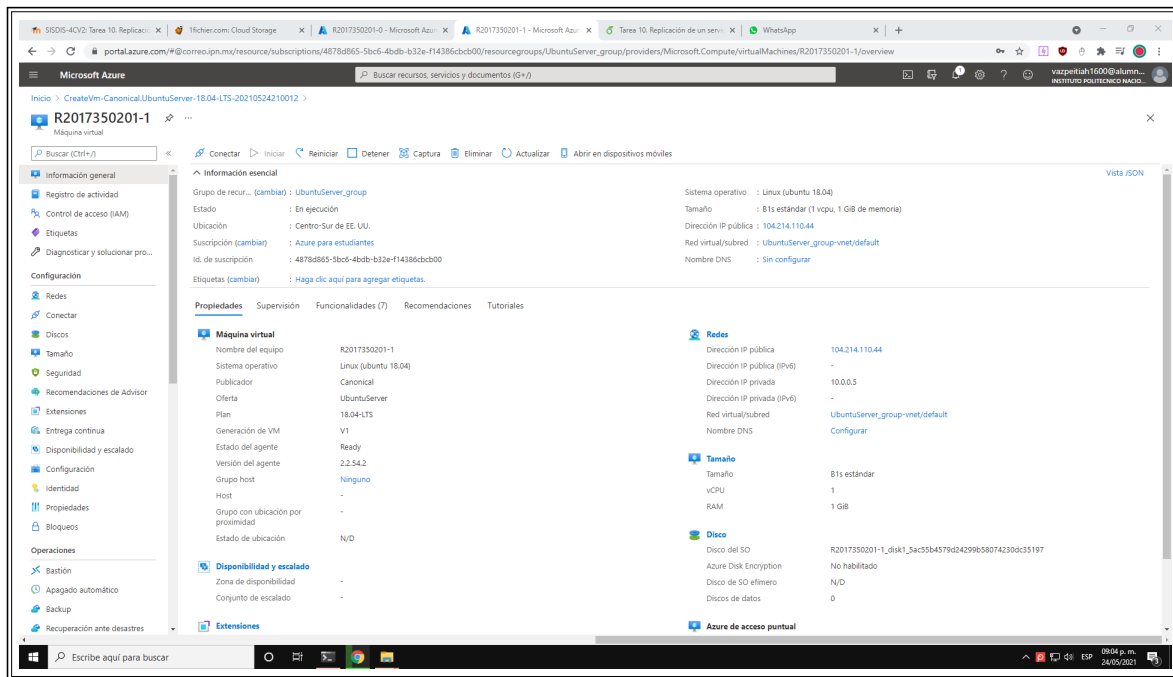 SISDIS-4CV2: Tarea 10. Replicació
1fichier.com: Cloud Storage
R2017350201-0 - Microsoft Azu
R2017350201-1 - Microsoft Azu
Tarea 10. Replicación de un servi
WhatsApp
portal.azure.com/#@correo.ipn.mx/resource/subscriptions/4878d865-5bc6-4bdb-b32e-f14386cbcb00/resourcegroups/UbuntuServer_group/providers/Microsoft.Compute/virtualMachines/R2017350201-1/overview
Microsoft Azure
Buscar recursos, servicios y documentos (G+/)
1
vazpeitiah1600@alumn...
INSTITUTO POLITECNICO NACIO...
Inicio > CreateVm-Canonical.UbuntuServer-18.04-LTS-20210524210012 >
R2017350201-1
Máquina virtual
Buscar (Ctrl+/)
Conectar Iniciar Reiniciar Detener Captura Eliminar Actualizar Abrir en dispositivos móviles
Información general
Registro de actividad
Control de acceso (IAM)
Etiquetas
Diagnosticar y solucionar pro...
Configuración
Redes
Conectar
Discos
Tamaño
Seguridad
Recomendaciones de Advisor
Extensiones
Entrega continua
Disponibilidad y escalado
Configuración
Identidad
Propiedades
Bloqueos
Operaciones
Bastión
Apagado automático
Backup
Recuperación ante desastres
Información esencial
Vista JSON
Grupo de recur... (cambiar) : UbuntuServer_group
Estado : En ejecución
Ubicación : Centro-Sur de EE. UU.
Suscripción (cambiar) : Azure para estudiantes
Id. de suscripción : 4878d865-5bc6-4bdb-b32e-f14386cbcb00
Etiquetas (cambiar) : Haga clic aquí para agregar etiquetas.
Sistema operativo : Linux (ubuntu 18.04)
Tamaño : B1s estándar (1 vcpu, 1 GiB de memoria)
Dirección IP pública : 104.214.110.44
Red virtual/subred : UbuntuServer_group-vnet/default
Nombre DNS : Sin configurar
Propiedades Supervisión Funcionalidades (7) Recomendaciones Tutoriales
Máquina virtual
Nombre del equipo R2017350201-1
Sistema operativo Linux (ubuntu 18.04)
Publicador Canonical
Oferta UbuntuServer
Plan 18.04-LTS
Generación de VM V1
Estado del agente Ready
Versión del agente 2.2.54.2
Grupo host Ninguno
Host -
Grupo con ubicación por
proximidad -
Estado de ubicación N/D
Disponibilidad y escalado
Zona de disponibilidad -
Conjunto de escalado -
Extensiones
Redes
Dirección IP pública 104.214.110.44
Dirección IP pública (IPv6) -
Dirección IP privada 10.0.0.5
Dirección IP privada (IPv6) -
Red virtual/subred UbuntuServer_group-vnet/default
Nombre DNS Configurar
Tamaño
Tamaño B1s estándar
vCPU 1
RAM 1 GiB
Disco
Disco del SO R2017350201-1_disk1_5ac55b4579d24299b58074230dc35197
Azure Disk Encryption No habilitado
Disco de SO efímero N/D
Discos de datos 0
Azure de acceso puntual
Escribe aquí para buscar
ESP
09:04 p. m.
24/05/2021
3